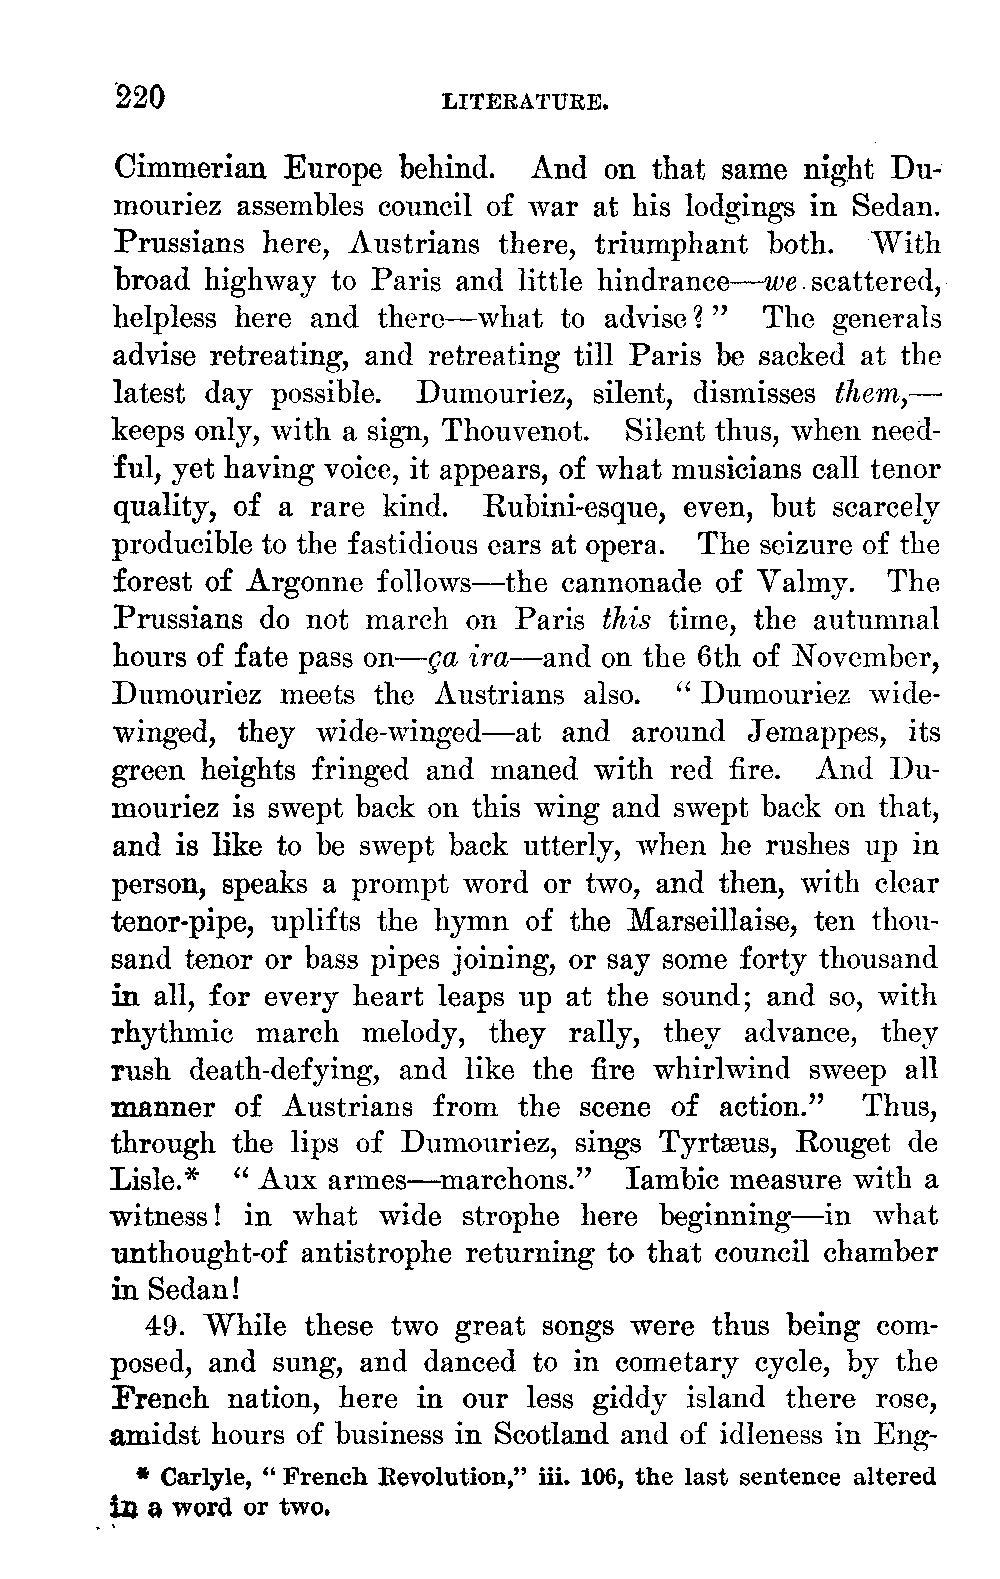 220 LITERATURE.
Cimmerian Europe behind. And on that same night Du-
mouriez assembles council of war at his lodgings in Sedan.
Prussians here, Austrians there, triumphant both. With
broad highway to Paris and little hindrance—we scattered,
helpless here and there—what to advise?” The generals
advise retreating, and retreating till Paris be sacked at the
latest day possible. Dumouriez, silent, dismisses them,—
keeps only, with a sign, Thouvenot. Silent thus, when need-
ful, yet having voice, it appears, of what musicians call tenor
quality, of a rare kind. Rubini-esque, even, but scarcely
producible to the fastidious ears at opera. The seizure of the
forest of Argonne follows—the cannonade of Valmy. The
Prussians do not march on Paris this time, the autumnal
hours of fate pass on—ça ira—and on the 6th of November,
Dumouriez meets the Austrians also. “Dumouriez wide-
winged, they wide-winged—at and around Jemappes, its
green heights fringed and maned with red fire. And Du-
mouriez is swept back on this wing and swept back on that,
and is like to be swept back utterly, when he rushes up in
person, speaks a prompt word or two, and then, with clear
tenor-pipe, uplifts the hymn of the Marseillaise, ten thou-
sand tenor or bass pipes joining, or say some forty thousand
in all, for every heart leaps up at the sound; and so, with
rhythmic march melody, they rally, they advance, they
rush death-defying, and like the fire whirlwind sweep all
manner of Austrians from the scene of action.” Thus,
through the lips of Dumouriez, sings Tyrtæus, Rouget de
Lisle.* “Aux armes—marchons.” Iambic measure with a
witness! in what wide strophe here beginning—in what
unthought-of antistrophe returning to that council chamber
in Sedan!
49. While these two great songs were thus being com-
posed, and sung, and danced to in cometary cycle, by the
French nation, here in our less giddy island there rose,
amidst hours of business in Scotland and of idleness in Eng-
* Carlyle, “French Revolution,” iii. 106, the last sentence altered
in a word or two.